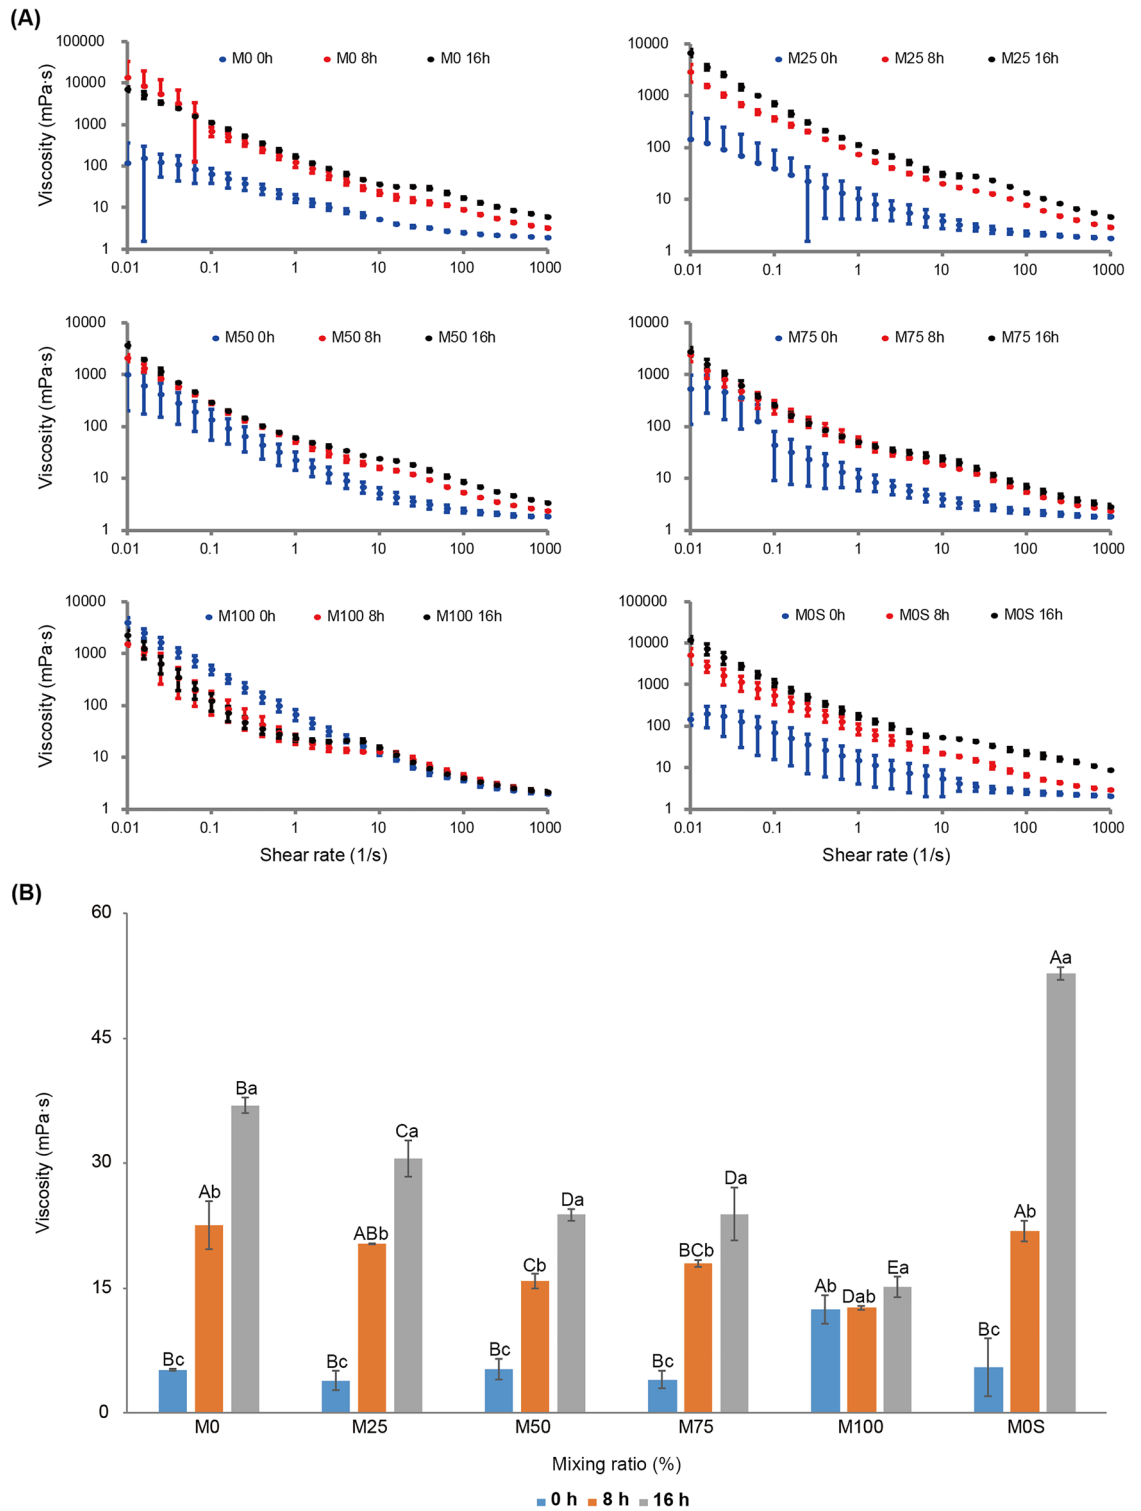 (A)
M0 0h M0 8h M0 16h
Viscosity (mPa·s)
100000
10000
1000
100
10
1
0.01 0.1 1 10 100 1000
M25 0h M25 8h M25 16h
10000
1000
100
10
1
0.01 0.1 1 10 100 1000
M50 0h M50 8h M50 16h
Viscosity (mPa·s)
10000
1000
100
10
1
0.01 0.1 1 10 100 1000
M75 0h M75 8h M75 16h
10000
1000
100
10
1
0.01 0.1 1 10 100 1000
M100 0h M100 8h M100 16h
Viscosity (mPa·s)
10000
1000
100
10
1
0.01 0.1 1 10 100 1000
Shear rate (1/s)
M0S 0h M0S 8h M0S 16h
100000
10000
1000
100
10
1
0.01 0.1 1 10 100 1000
Shear rate (1/s)
(B)
Viscosity (mPa·s)
60
45
30
15
0
Bc Ab Ba
Bc ABb Ca
Bc Cb Da
Bc BCb Da
Ab Dab Ea
Bc Ab Aa
M0 M25 M50 M75 M100 M0S
Mixing ratio (%)
0 h 8 h 16 h